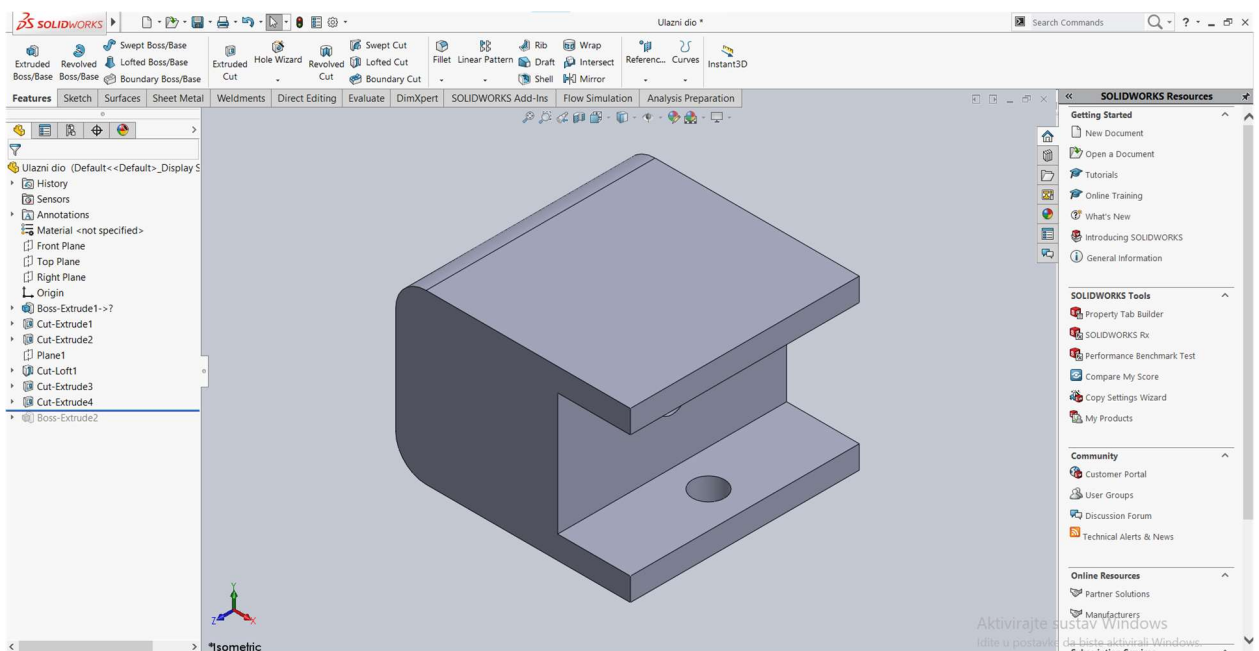 SOLIDWORKS
Ulazni dio *
Search Commands
Extruded Boss/Base
Revolved Boss/Base
Swept Boss/Base
Lofted Boss/Base
Boundary Boss/Base
Extruded Cut
Hole Wizard
Revolved Cut
Swept Cut
Lofted Cut
Boundary Cut
Fillet
Linear Pattern
Rib
Draft
Shell
Wrap
Intersect
Mirror
Referenc...
Curves
Instant3D
Features Sketch Surfaces Sheet Metal Weldments Direct Editing Evaluate DimXpert SOLIDWORKS Add-Ins Flow Simulation Analysis Preparation
Ulazni dio (Default<<Default>_Display S
History
Sensors
Annotations
Material <not specified>
Front Plane
Top Plane
Right Plane
Origin
Boss-Extrude1->?
Cut-Extrude1
Cut-Extrude2
Plane1
Cut-Loft1
Cut-Extrude3
Cut-Extrude4
Boss-Extrude2
Y
Z
X
*Isometric
SOLIDWORKS Resources
Getting Started
New Document
Open a Document
Tutorials
Online Training
What's New
Introducing SOLIDWORKS
General Information
SOLIDWORKS Tools
Property Tab Builder
SOLIDWORKS Rx
Performance Benchmark Test
Compare My Score
Copy Settings Wizard
My Products
Community
Customer Portal
User Groups
Discussion Forum
Technical Alerts & News
Online Resources
Partner Solutions
Manufacturers
Aktivirajte sustav Windows
Idite u postavke da biste aktivirali Windows.